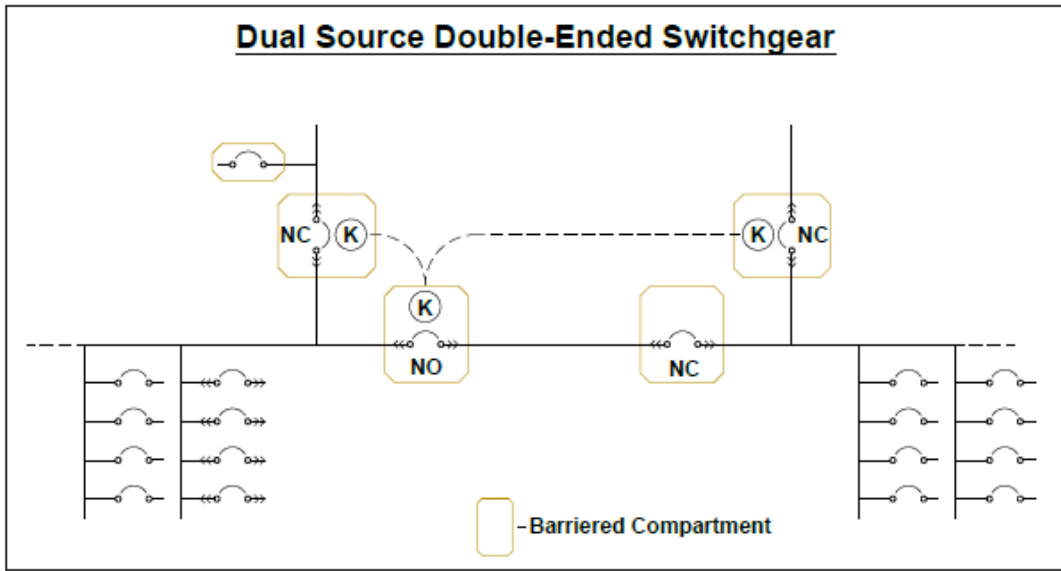 Dual Source Double-Ended Switchgear
NC K
K NC
K
NO
NC
-Barriered Compartment